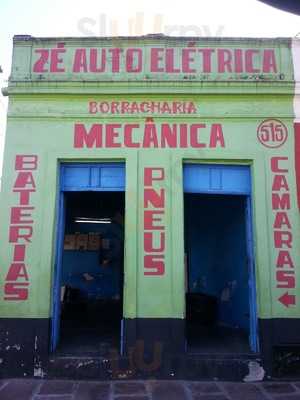 ZÉ AUTO ELÉTRICA
BORRACHARIA
MECÂNICA
515
BATERIAS
PNEUS
CAMARAS